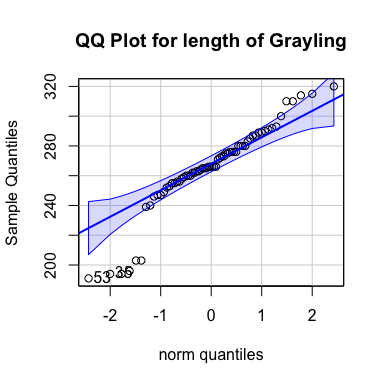 QQ Plot for length of Grayling
Sample Quantiles
320
280
240
200
53
35
-2 -1 0 1 2
norm quantiles